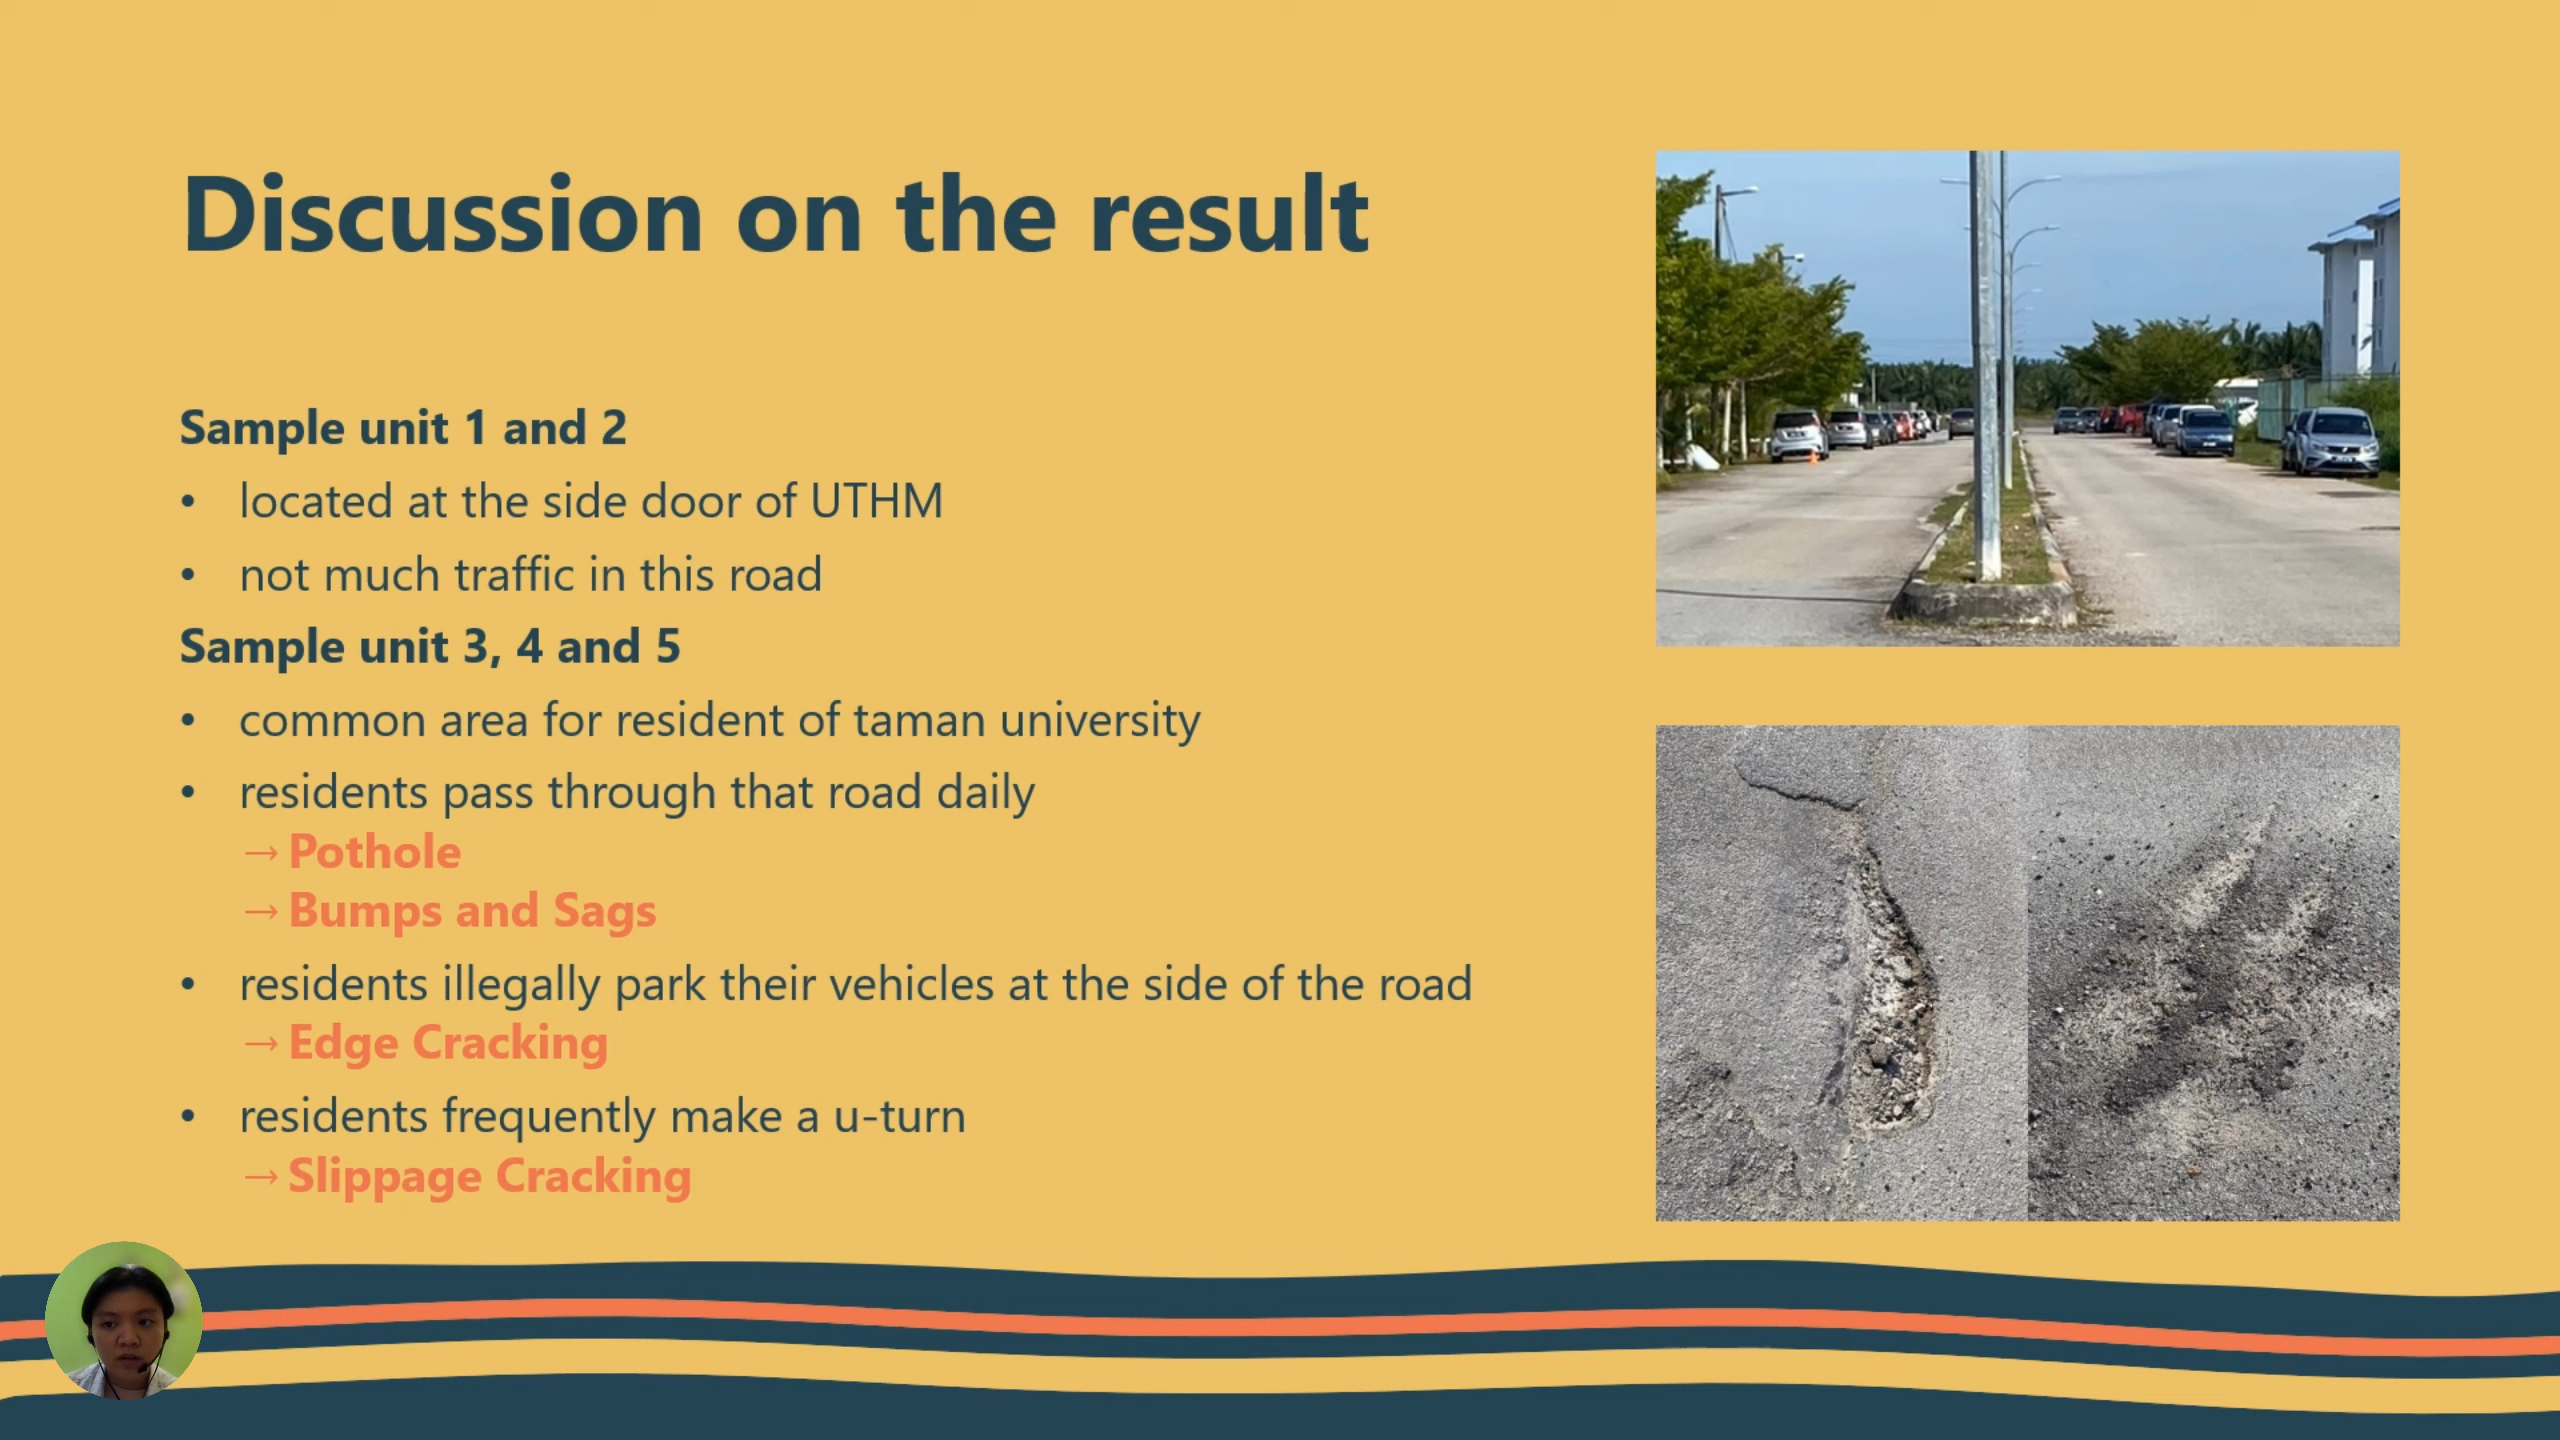 Discussion on the result
Sample unit 1 and 2
• located at the side door of UTHM
• not much traffic in this road
Sample unit 3, 4 and 5
• common area for resident of taman university
• residents pass through that road daily
→ Pothole
→ Bumps and Sags
• residents illegally park their vehicles at the side of the road
→ Edge Cracking
• residents frequently make a u-turn
→ Slippage Cracking